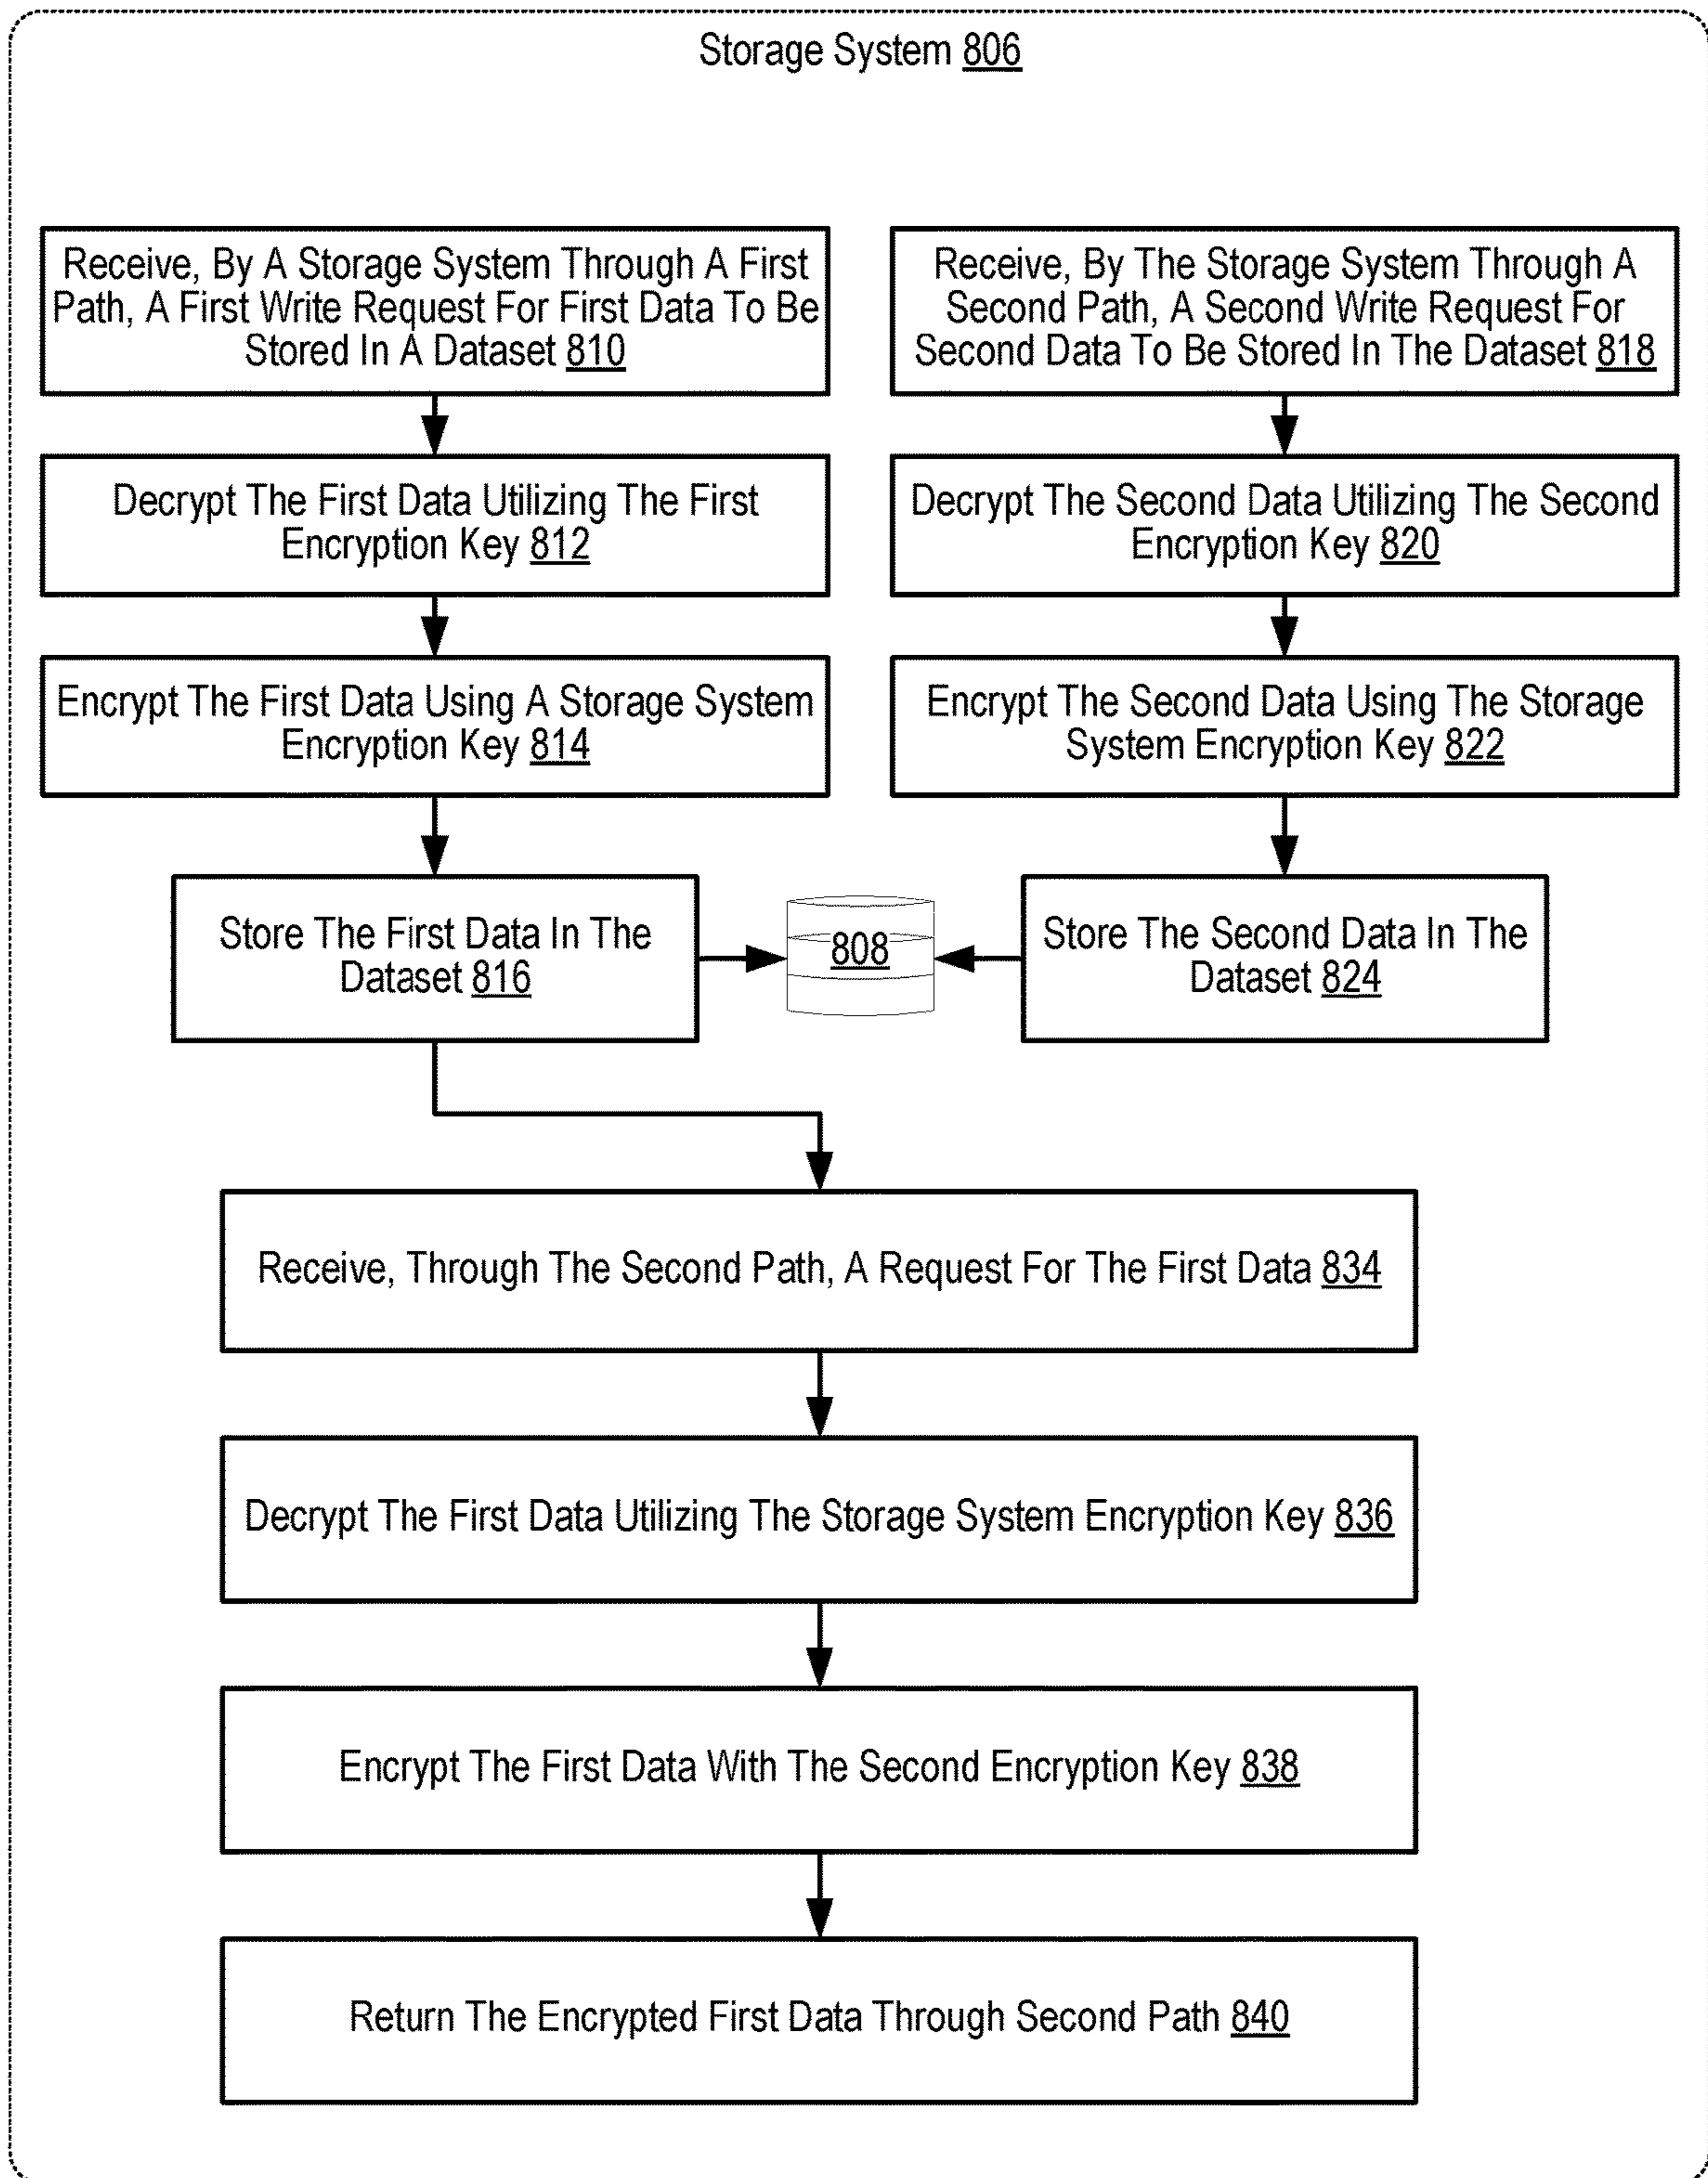 Storage System 806
Receive, By A Storage System Through A First
Path, A First Write Request For First Data To Be
Stored In A Dataset 810
Receive, By The Storage System Through A
Second Path, A Second Write Request For
Second Data To Be Stored In The Dataset 818
Decrypt The First Data Utilizing The First
Encryption Key 812
Decrypt The Second Data Utilizing The Second
Encryption Key 820
Encrypt The First Data Using A Storage System
Encryption Key 814
Encrypt The Second Data Using The Storage
System Encryption Key 822
Store The First Data In The
Dataset 816
808
Store The Second Data In The
Dataset 824
Receive, Through The Second Path, A Request For The First Data 834
Decrypt The First Data Utilizing The Storage System Encryption Key 836
Encrypt The First Data With The Second Encryption Key 838
Return The Encrypted First Data Through Second Path 840